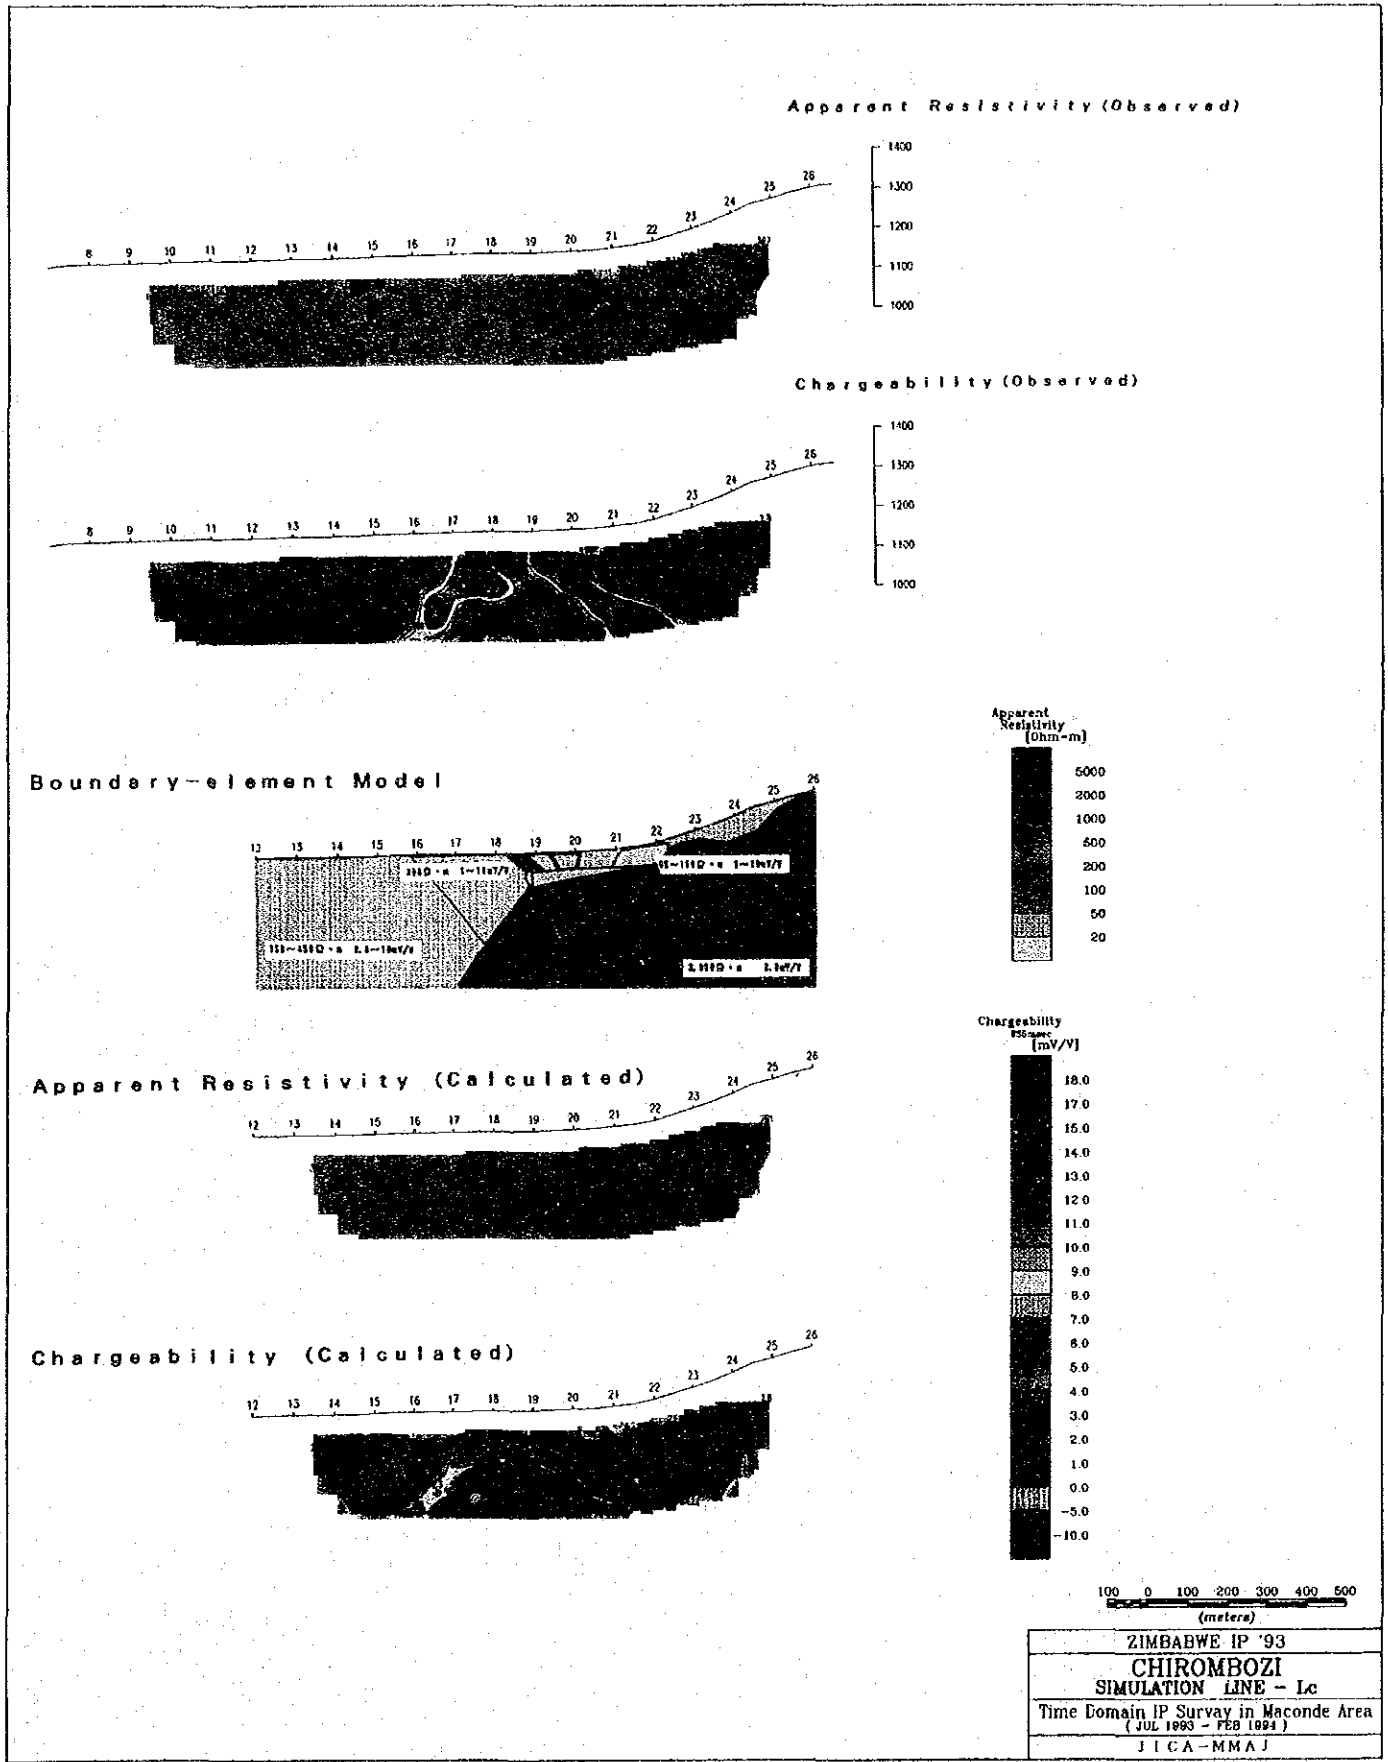 Apparent Resistivity (Observed)
1400
1300
1200
1100
1000
8 9 10 11 12 13 14 15 16 17 18 19 20 21 22 23 24 25 26
Chargeability (Observed)
1400
1300
1200
1100
1000
8 9 10 11 12 13 14 15 16 17 18 19 20 21 22 23 24 25 26
Apparent
Resistivity
[Ohm-m]
5000
2000
1000
500
200
100
50
20
Boundary-element Model
12 13 14 15 16 17 18 19 20 21 22 23 24 25 26
Chargeability
[mV/V]
18.0
17.0
15.0
14.0
13.0
12.0
11.0
10.0
9.0
8.0
7.0
6.0
5.0
4.0
3.0
2.0
1.0
0.0
-5.0
-10.0
Apparent Resistivity (Calculated)
12 13 14 15 16 17 18 19 20 21 22 23 24 25 26
Chargeability (Calculated)
12 13 14 15 16 17 18 19 20 21 22 23 24 25 26
100 0 100 200 300 400 500
(meters)
ZIMBABWE IP '93
CHIROMBOZI
SIMULATION LINE - Lc
Time Domain IP Survay in Maconde Area
( JUL 1993 - FEB 1994 )
JICA-MMAJ